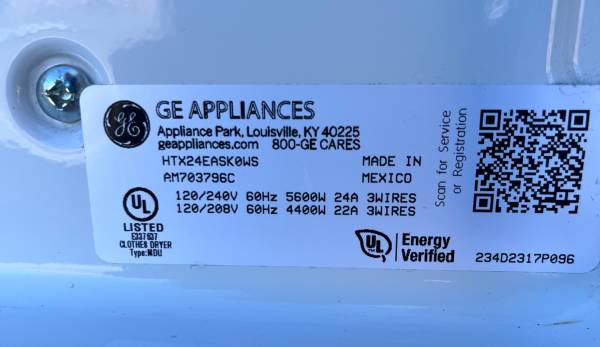 GE APPLIANCES
Appliance Park, Louisville, KY 40225
geappliances.com 800-GE CARES
HTX24EASK0WS MADE IN
AM703796C MEXICO
120/240V 60Hz 5600W 24A 3WIRES
120/208V 60Hz 4400W 22A 3WIRES
UL
LISTED
E337637
CLOTHES DRYER
Type:MDU
UL Energy
Verified
Scan for Service
or Registration
234D2317P096